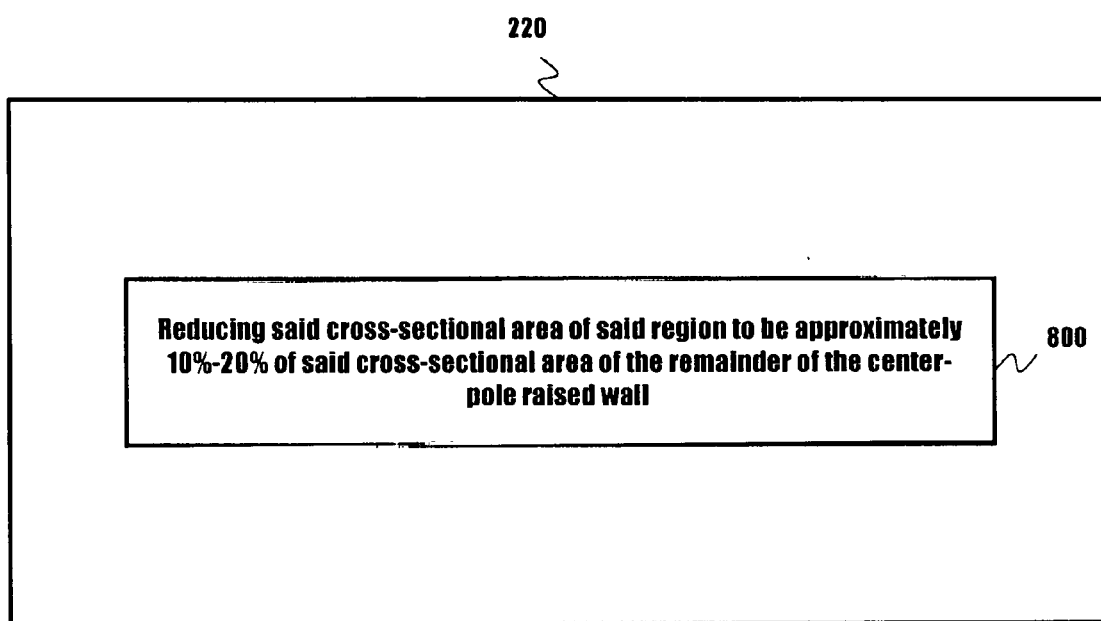 220
Reducing said cross-sectional area of said region to be approximately
10%-20% of said cross-sectional area of the remainder of the center-
pole raised wall
800